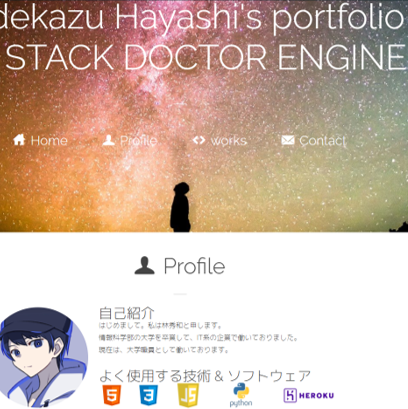 dekazu Hayashi's portfolio
STACK DOCTOR ENGINE
Home Profile works Contact
Profile
自己紹介
はじめまして。私は林秀和と申します。
情報科学部の大学を卒業して、IT系の企業で働いておりました。
現在は、大学職員として働いております。
よく使用する技術 & ソフトウェア
5 3 JS python HEROKU